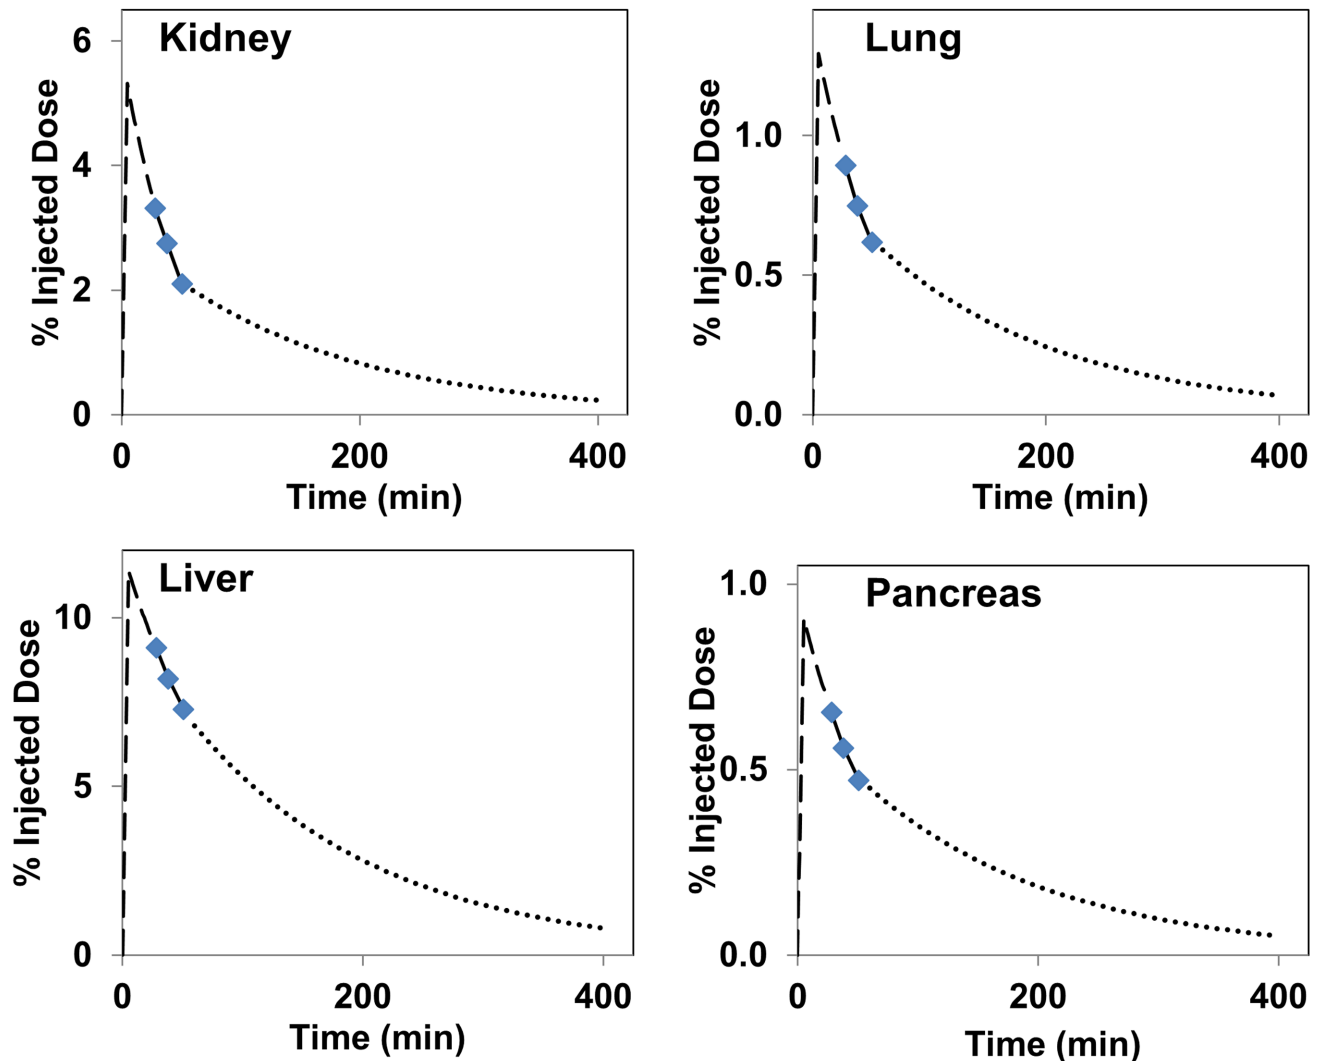 Kidney
% Injected Dose
6
4
2
0
0 200 400
Time (min)
Lung
% Injected Dose
1.0
0.5
0.0
0 200 400
Time (min)
Liver
% Injected Dose
10
5
0
0 200 400
Time (min)
Pancreas
% Injected Dose
1.0
0.5
0.0
0 200 400
Time (min)